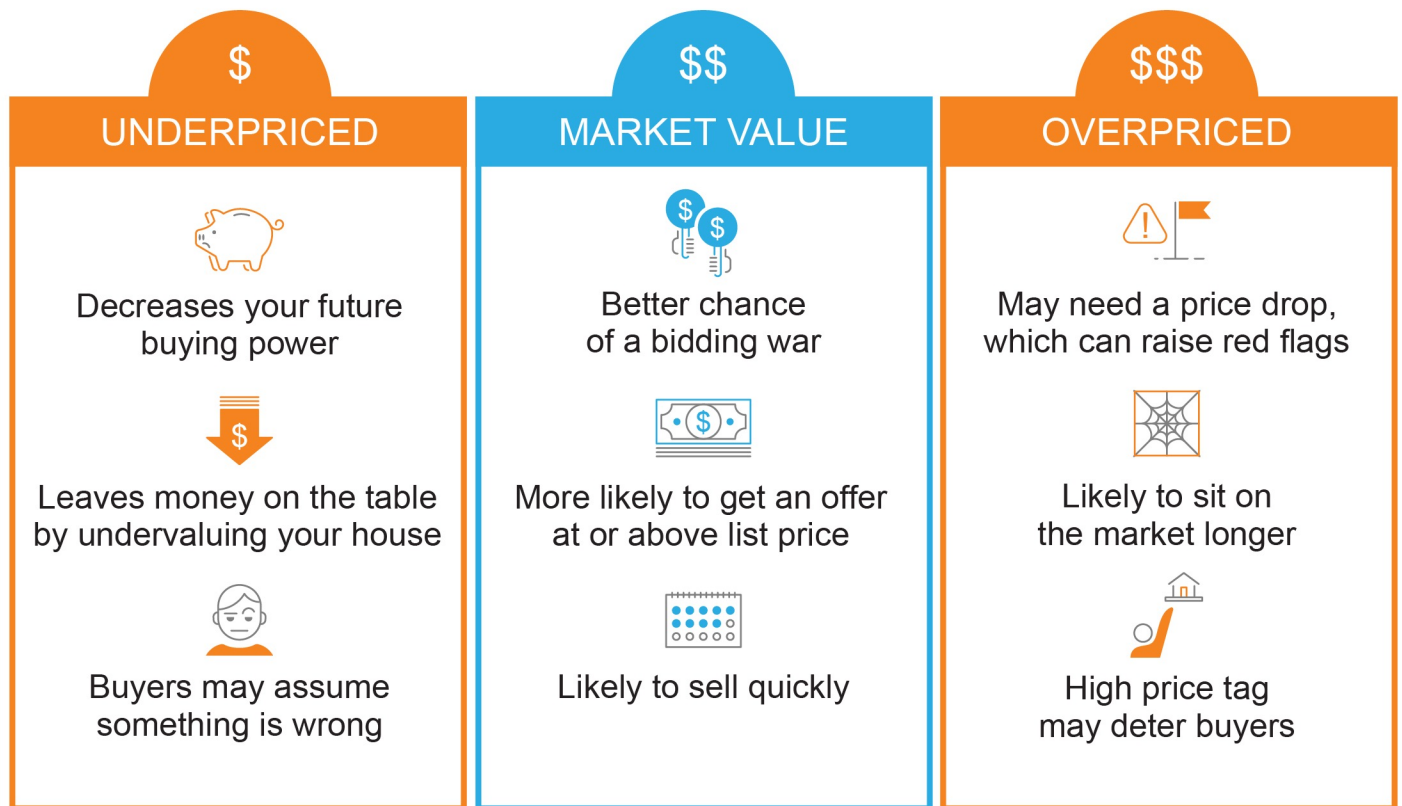 $
UNDERPRICED
Decreases your future
buying power
$
Leaves money on the table
by undervaluing your house
Buyers may assume
something is wrong
$$
MARKET VALUE
$
$
Better chance
of a bidding war
$
More likely to get an offer
at or above list price
Likely to sell quickly
$$$
OVERPRICED
!
May need a price drop,
which can raise red flags
Likely to sit on
the market longer
High price tag
may deter buyers